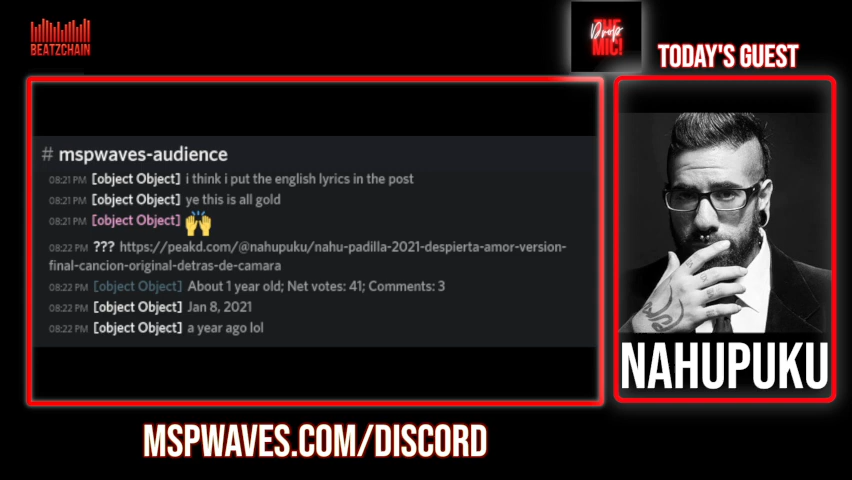 BEATZCHAIN
THE
Drop
MIC!
TODAY'S GUEST
# mspwaves-audience
08:21 PM [object Object] i think i put the english lyrics in the post
08:21 PM [object Object] ye this is all gold
08:21 PM [object Object] 🙌
08:22 PM ??? https://peakd.com/@nahupuku/nahu-padilla-2021-despierta-amor-version-
final-cancion-original-detras-de-camara
08:22 PM [object Object] About 1 year old; Net votes: 41; Comments: 3
08:22 PM [object Object] Jan 8, 2021
08:22 PM [object Object] a year ago lol
NAHUPUKU
MSPWAVES.COM/DISCORD